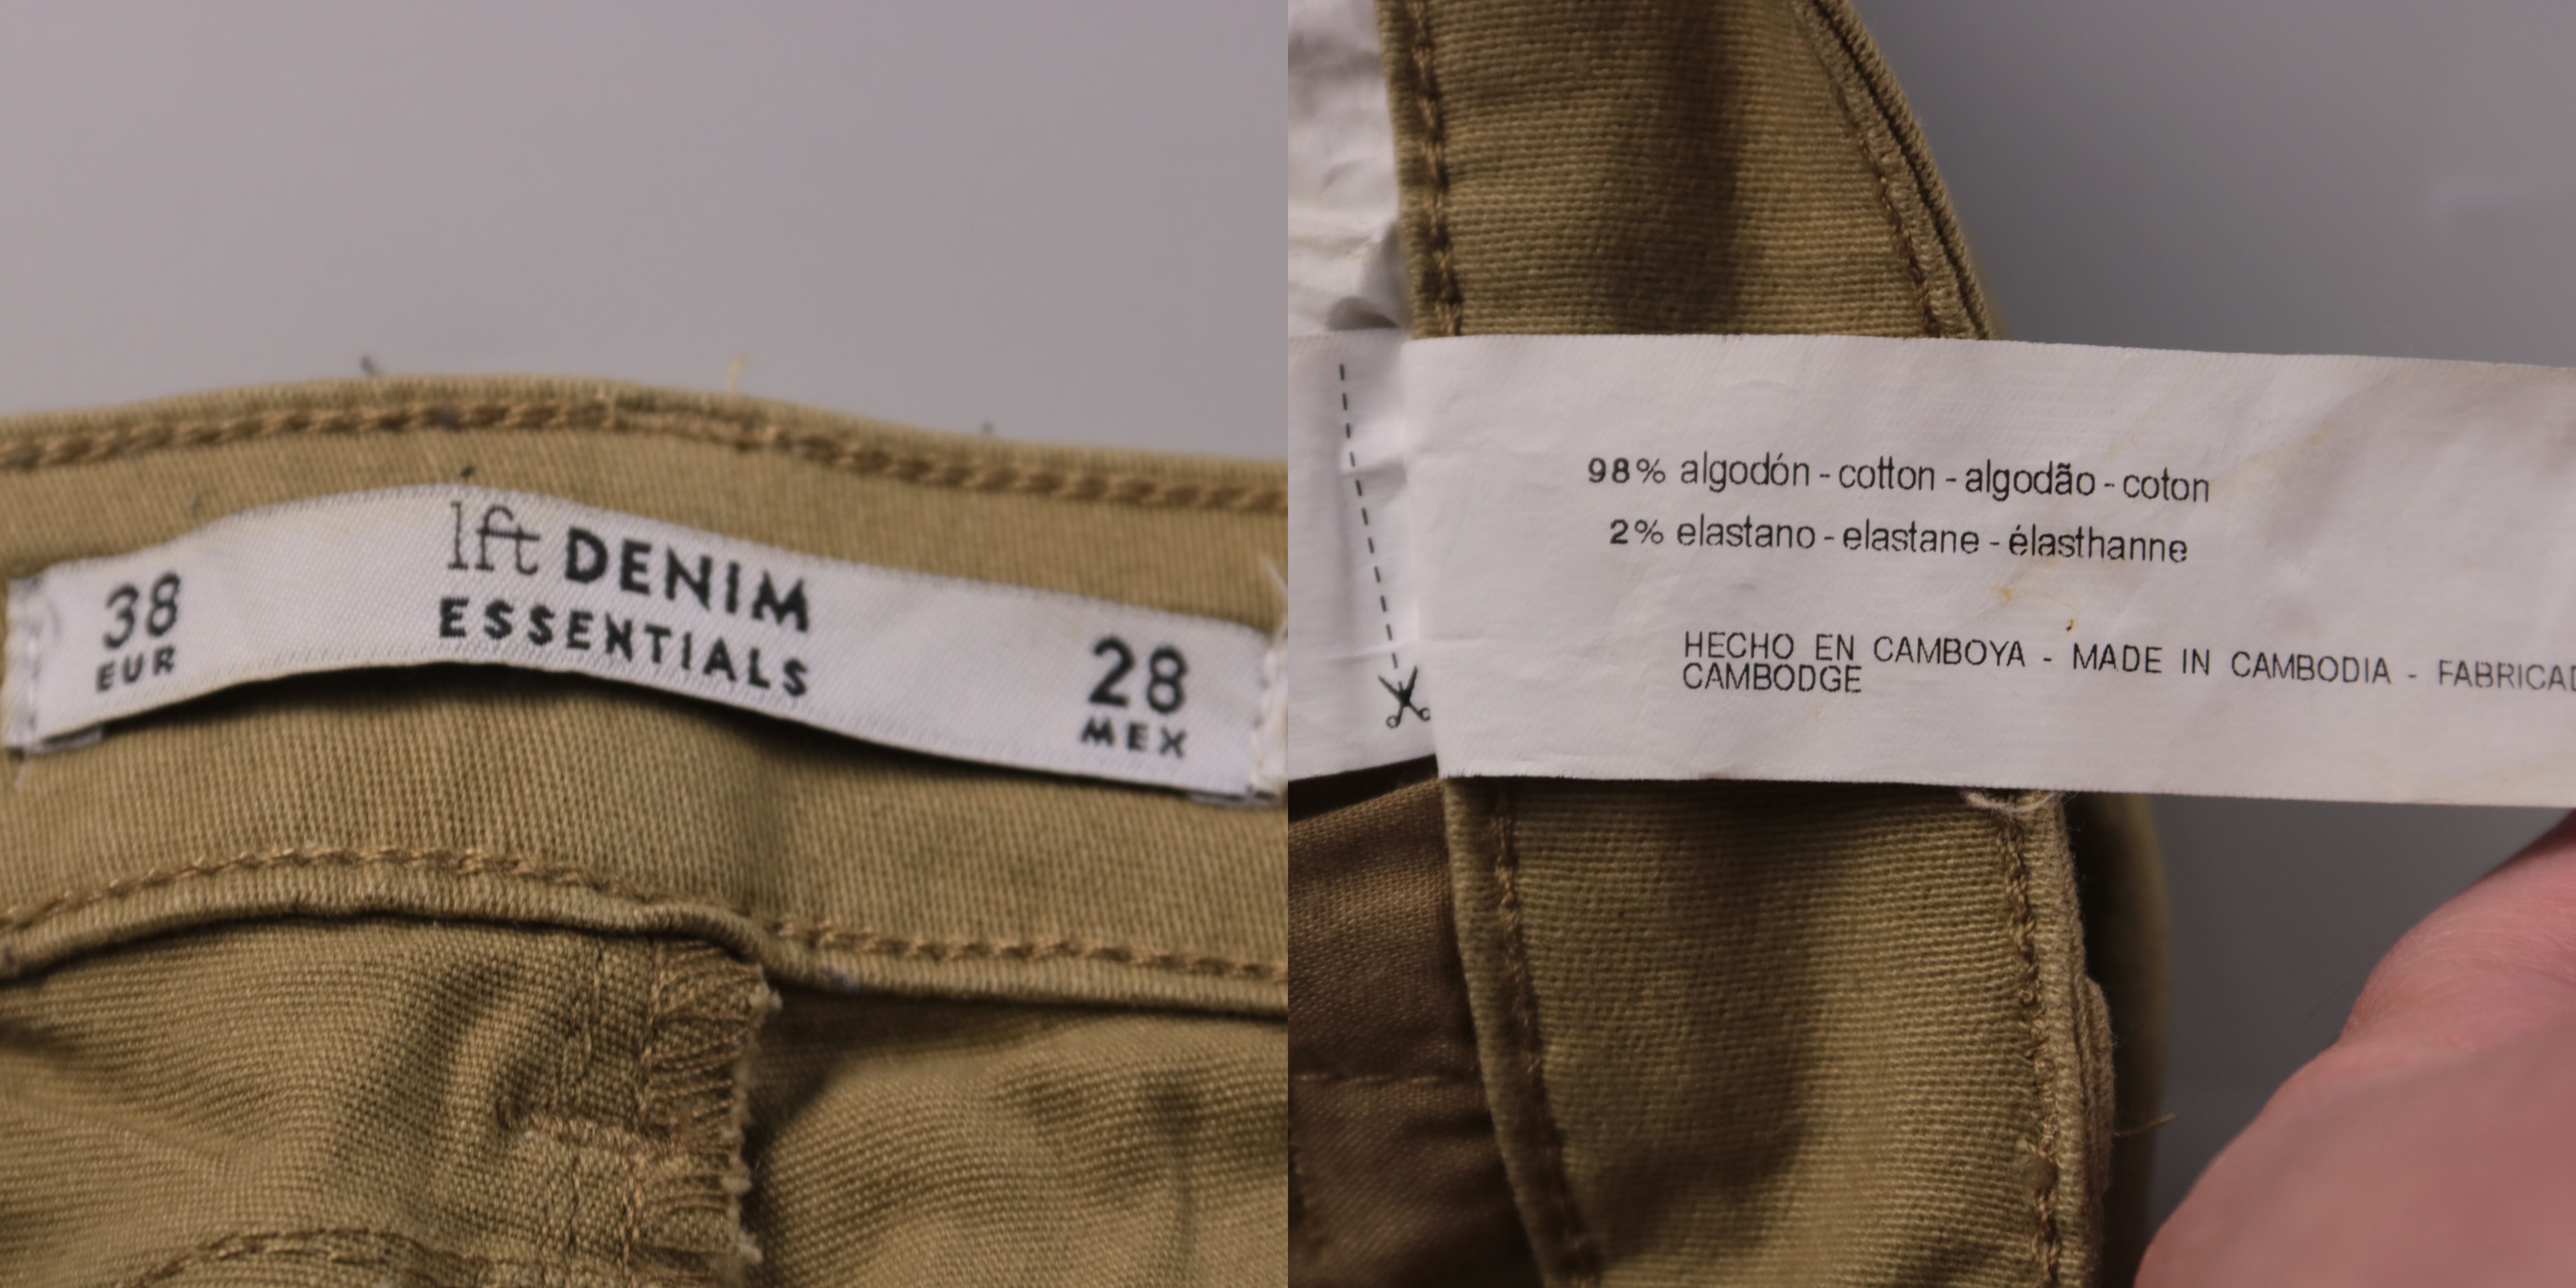 38
EUR
lft DENIM
ESSENTIALS
28
MEX
98% algodón - cotton - algodão - coton
2% elastano - elastane - élasthanne
HECHO EN CAMBOYA - MADE IN CAMBODIA - FABRICAD
CAMBODGE